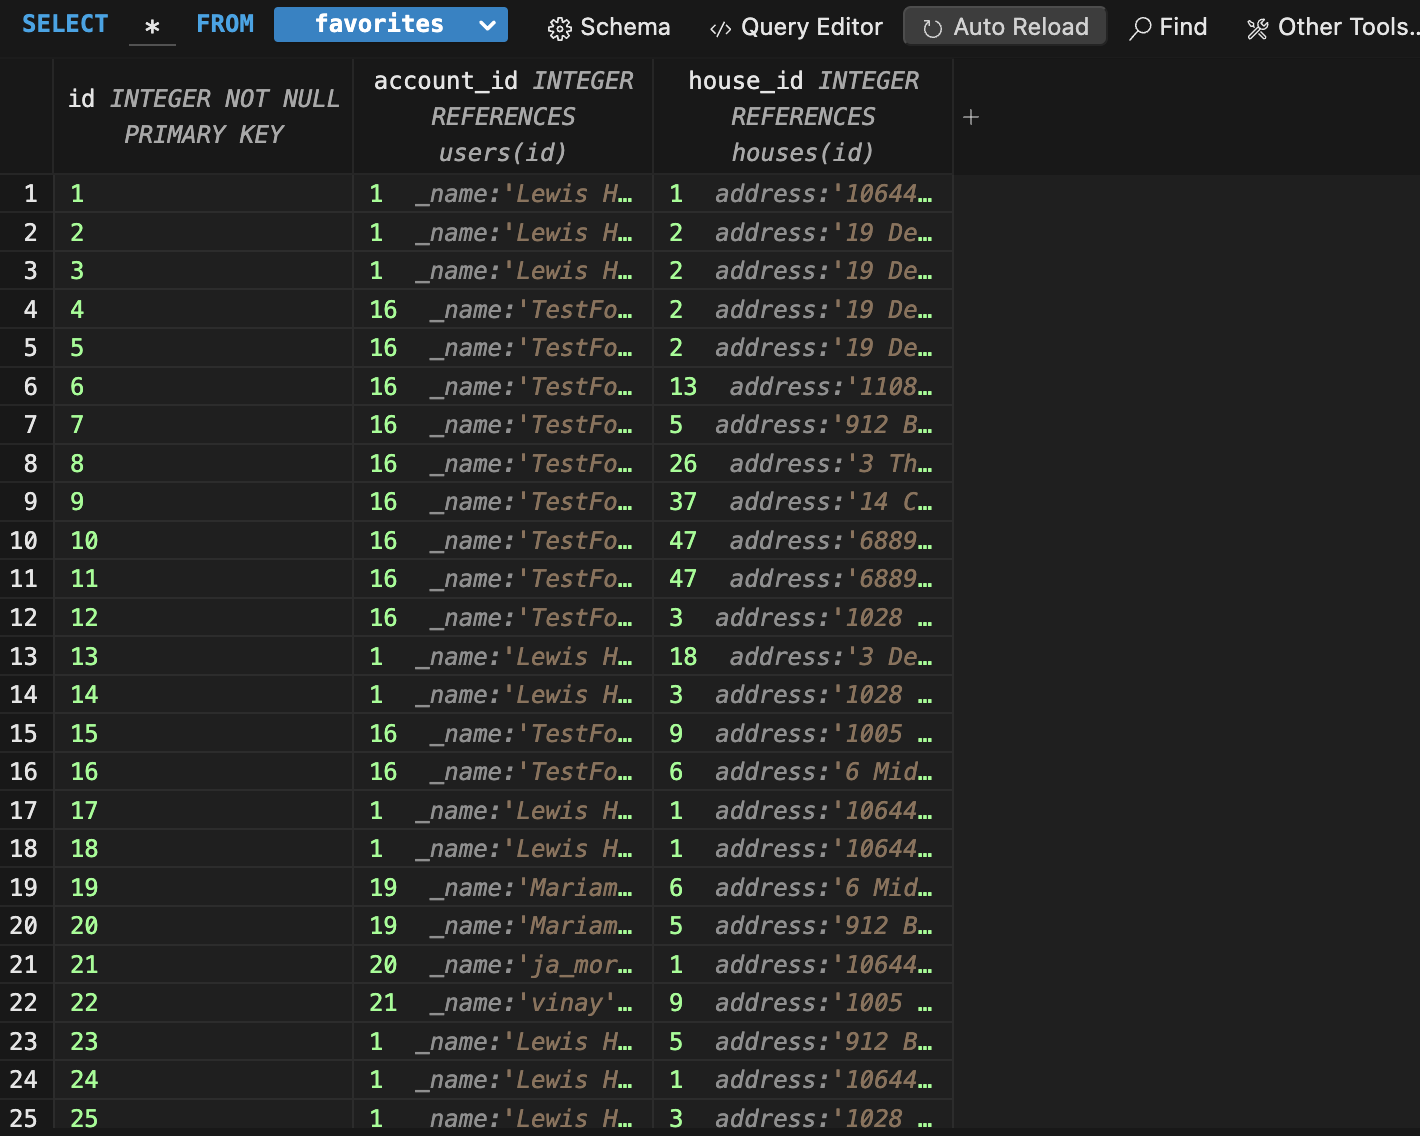 SELECT * FROM favorites Schema </> Query Editor Auto Reload Find Other Tools..
id INTEGER NOT NULL PRIMARY KEY
account_id INTEGER REFERENCES users(id)
house_id INTEGER REFERENCES houses(id)
+
1 1 1 _name:'Lewis H… 1 address:'10644…
2 2 1 _name:'Lewis H… 2 address:'19 De…
3 3 1 _name:'Lewis H… 2 address:'19 De…
4 4 16 _name:'TestFo… 2 address:'19 De…
5 5 16 _name:'TestFo… 2 address:'19 De…
6 6 16 _name:'TestFo… 13 address:'1108…
7 7 16 _name:'TestFo… 5 address:'912 B…
8 8 16 _name:'TestFo… 26 address:'3 Th…
9 9 16 _name:'TestFo… 37 address:'14 C…
10 10 16 _name:'TestFo… 47 address:'6889…
11 11 16 _name:'TestFo… 47 address:'6889…
12 12 16 _name:'TestFo… 3 address:'1028 …
13 13 1 _name:'Lewis H… 18 address:'3 De…
14 14 1 _name:'Lewis H… 3 address:'1028 …
15 15 16 _name:'TestFo… 9 address:'1005 …
16 16 16 _name:'TestFo… 6 address:'6 Mid…
17 17 1 _name:'Lewis H… 1 address:'10644…
18 18 1 _name:'Lewis H… 1 address:'10644…
19 19 19 _name:'Mariam… 6 address:'6 Mid…
20 20 19 _name:'Mariam… 5 address:'912 B…
21 21 20 _name:'ja_mor… 1 address:'10644…
22 22 21 _name:'vinay'… 9 address:'1005 …
23 23 1 _name:'Lewis H… 5 address:'912 B…
24 24 1 _name:'Lewis H… 1 address:'10644…
25 25 1 name:'Lewis H… 3 address:'1028 …